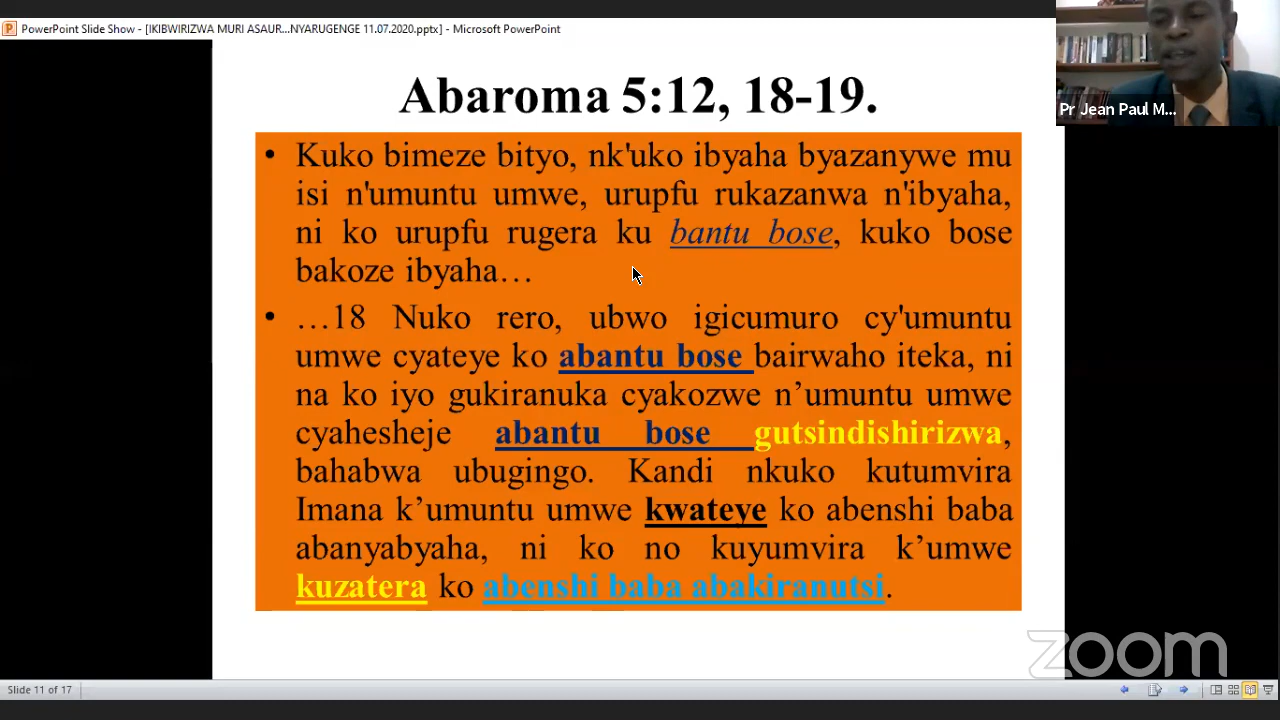 PowerPoint Slide Show - [IKIBWIRIZWA MURI ASAUR...NYARUGENGE 11.07.2020.pptx] - Microsoft PowerPoint
Pr Jean Paul M...
Abaroma 5:12, 18-19.
• Kuko bimeze bityo, nk'uko ibyaha byazanywe mu
isi n'umuntu umwe, urupfu rukazanwa n'ibyaha,
ni ko urupfu rugera ku bantu bose, kuko bose
bakoze ibyaha…
• …18 Nuko rero, ubwo igicumuro cy'umuntu
umwe cyateye ko abantu bose bairwaho iteka, ni
na ko iyo gukiranuka cyakozwe n’umuntu umwe
cyahesheje abantu bose gutsindishirizwa,
bahabwa ubugingo. Kandi nkuko kutumvira
Imana k’umuntu umwe kwateye ko abenshi baba
abanyabyaha, ni ko no kuyumvira k’umwe
kuzatera ko abenshi baba abakiranutsi.
zoom
Slide 11 of 17